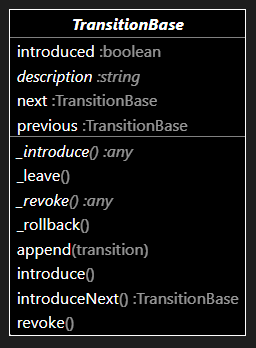 TransitionBase
introduced :boolean
description :string
next :TransitionBase
previous :TransitionBase
_introduce() :any
_leave()
_revoke() :any
_rollback()
append(transition)
introduce()
introduceNext() :TransitionBase
revoke()